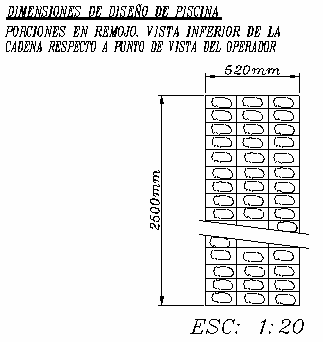 DIMENSIONES DE DISEÑO DE PISCINA
PORCIONES EN REMOJO. VISTA INFERIOR DE LA
CADENA RESPECTO A PUNTO DE VISTA DEL OPERADOR
520mm
2500mm
ESC: 1:20